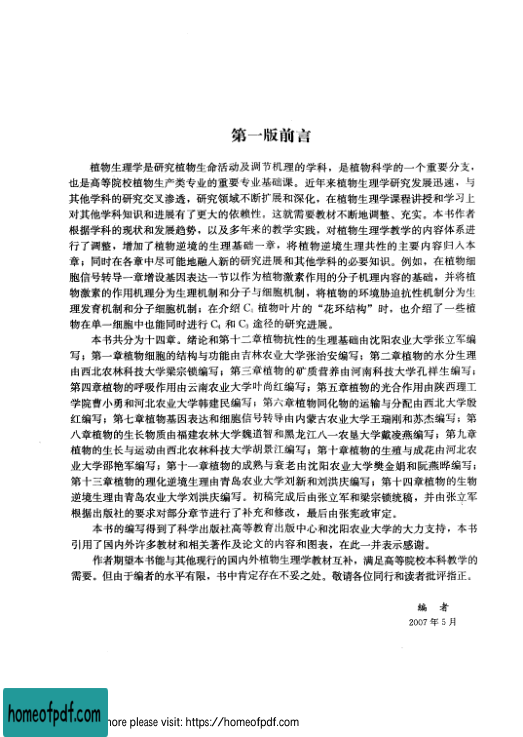 第一版前言
植物生理学是研究植物生命活动及调节机理的学科，是植物科学的一个重要分支，
也是高等院校植物生产类专业的重要专业基础课。近年来植物生理学研究发展迅速，与
其他学科的研究交叉渗透，研究领域不断扩展和深化，在植物生理学课程讲授和学习上
对其他学科知识和进展有了更大的依赖性。这就需要教材不断地调整、充实。本书作者
根据学科的现状和发展趋势，以及多年来的教学实践，对植物生理学教学的内容体系进
行了调整，增加了植物逆境的生理基础一章，将植物逆境生理共性的主要内容归入本
章；同时在各章中尽可能地融入新的研究进展和其他学科的必要知识。例如，在植物细
胞信号转导一章增设基因表达一节以作为植物激素作用的分子机理内容的基础，并将植
物激素的作用机理分为生理机制和分子与细胞机制，将植物的环境胁迫抗性机制分为生
理发育机制和分子细胞机制；在介绍 C₄ 植物叶片的“花环结构”时，也介绍了一些植
物在单一细胞中也能同时进行 C₄ 和 C₃ 途径的研究进展。
本书共分为十四章。绪论和第十二章植物抗性的生理基础由沈阳农业大学张立军编
写；第一章植物细胞的结构与功能由吉林农业大学张治安编写；第二章植物的水分生理
由西北农林科技大学梁宗锁编写；第三章植物的矿质营养由河南科技大学孔祥生编写；
第四章植物的呼吸作用由云南农业大学叶尚红编写；第五章植物的光合作用由陕西理工
学院曹小勇和河北农业大学韩建民编写；第六章植物同化物的运输与分配由西北大学殷
红编写；第七章植物基因表达和细胞信号转导由内蒙古农业大学王瑞刚和苏杰编写；第
八章植物的生长物质由福建农林大学魏道智和黑龙江八一农垦大学戴凌燕编写；第九章
植物的生长与运动由西北农林科技大学胡景江编写；第十章植物的生殖与成花由河北农
业大学邵艳军编写；第十一章植物的成熟与衰老由沈阳农业大学樊金娟和阮燕晔编写；
第十三章植物的理化逆境生理由青岛农业大学刘新和刘洪庆编写；第十四章植物的生物
逆境生理由青岛农业大学刘洪庆编写。初稿完成后由张立军和梁宗锁统稿，并由张立军
根据出版社的要求对部分章节进行了补充和修改，最后由张宪政审定。
本书的编写得到了科学出版社高等教育出版中心和沈阳农业大学的大力支持，本书
引用了国内外许多教材和相关著作及论文的内容和图表，在此一并表示感谢。
作者期望本书能与其他现行的国内外植物生理学教材互补，满足高等院校本科教学的
需要。但由于编者的水平有限，书中肯定存在不妥之处。敬请各位同行和读者批评指正。
编 者
2007 年 5 月
homeofpdf.com
ore please visit: https://homeofpdf.com